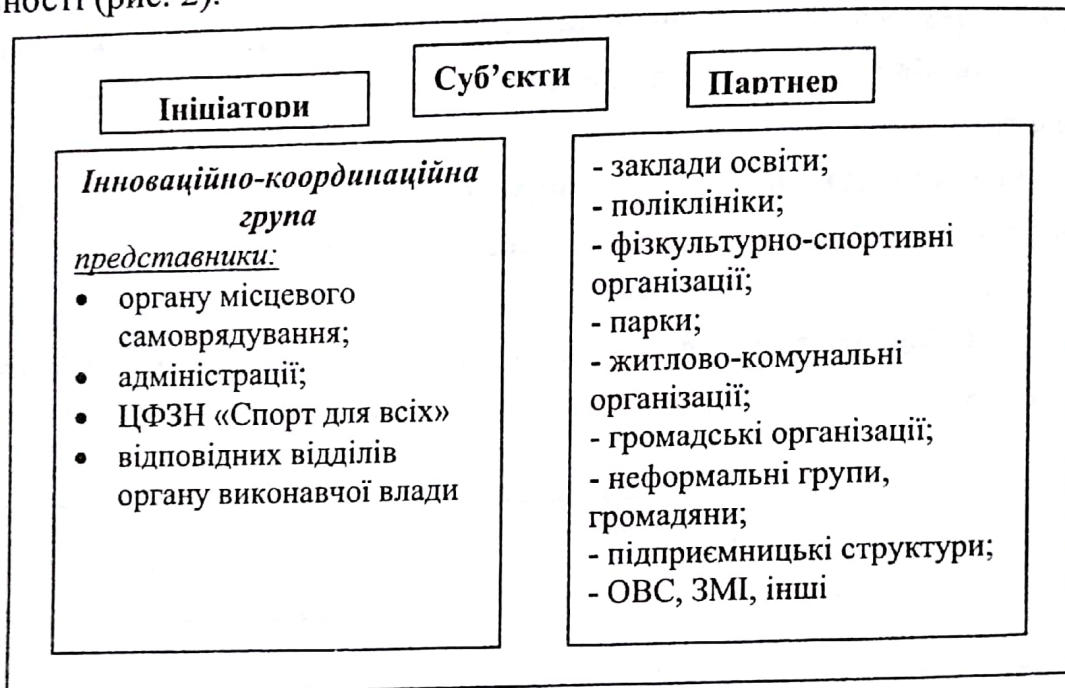 ності (рис. 2).
Суб’єкти
Ініціатори
Партнер
Інноваційно-координаційна
група
представники:
• органу місцевого
самоврядування;
• адміністрації;
• ЦФЗН «Спорт для всіх»
• відповідних відділів
органу виконавчої влади
- заклади освіти;
- поліклініки;
- фізкультурно-спортивні
організації;
- парки;
- житлово-комунальні
організації;
- громадські організації;
- неформальні групи,
громадяни;
- підприємницькі структури;
- ОВС, ЗМІ, інші